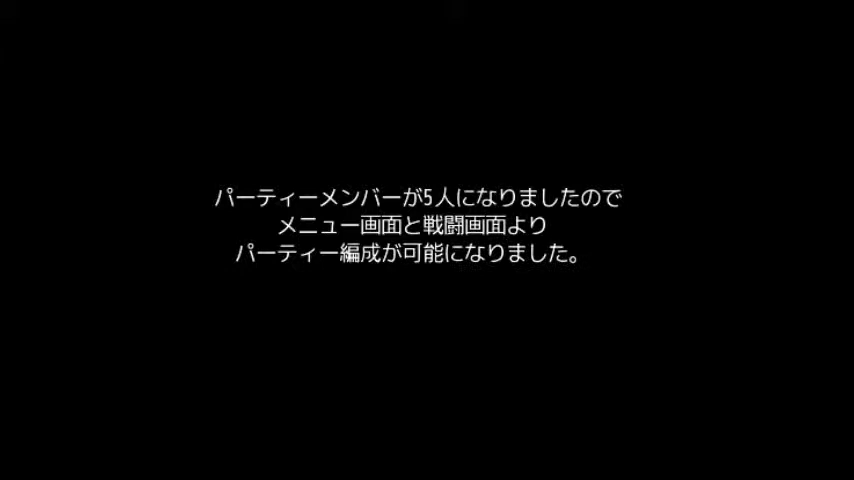 パーティーメンバーが5人になりましたので
メニュー画面と戦闘画面より
パーティー編成が可能になりました。